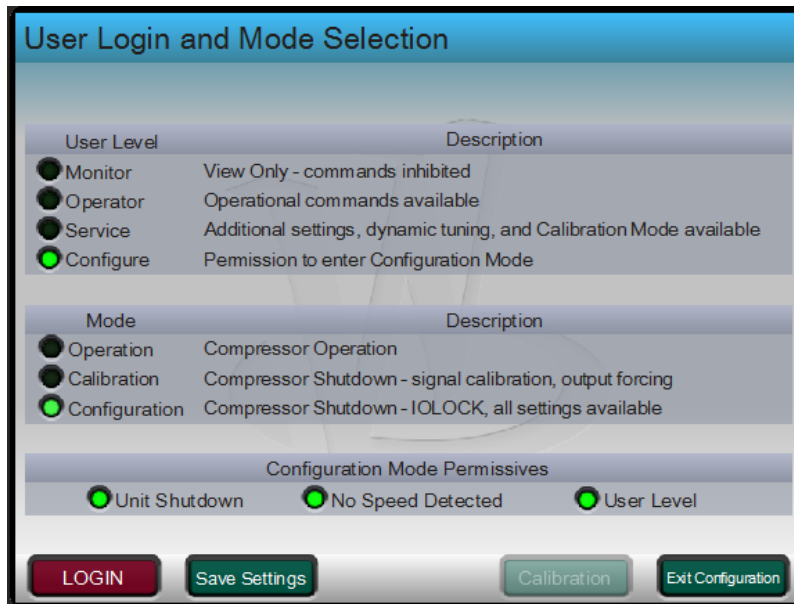 User Login and Mode Selection
User Level Description
Monitor View Only - commands inhibited
Operator Operational commands available
Service Additional settings, dynamic tuning, and Calibration Mode available
Configure Permission to enter Configuration Mode
Mode Description
Operation Compressor Operation
Calibration Compressor Shutdown - signal calibration, output forcing
Configuration Compressor Shutdown - IOLOCK, all settings available
Configuration Mode Permissives
Unit Shutdown No Speed Detected User Level
LOGIN Save Settings Calibration Exit Configuration